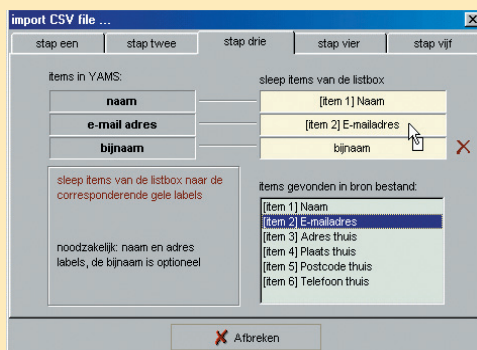 import CSV file ...
stap een
stap twee
stap drie
stap vier
stap vijf
items in YAMS:
sleep items van de listbox
naam
[item 1] Naam
e-mail adres
[item 2] E-mailadres
bijnaam
bijnaam
sleep items van de listbox naar de
corresponderende gele labels
noodzakelijk: naam en adres
labels, de bijnaam is optioneel
items gevonden in bron bestand:
[item 1] Naam
[item 2] E-mailadres
[item 3] Adres thuis
[item 4] Plaats thuis
[item 5] Postcode thuis
[item 6] Telefoon thuis
Afbreken